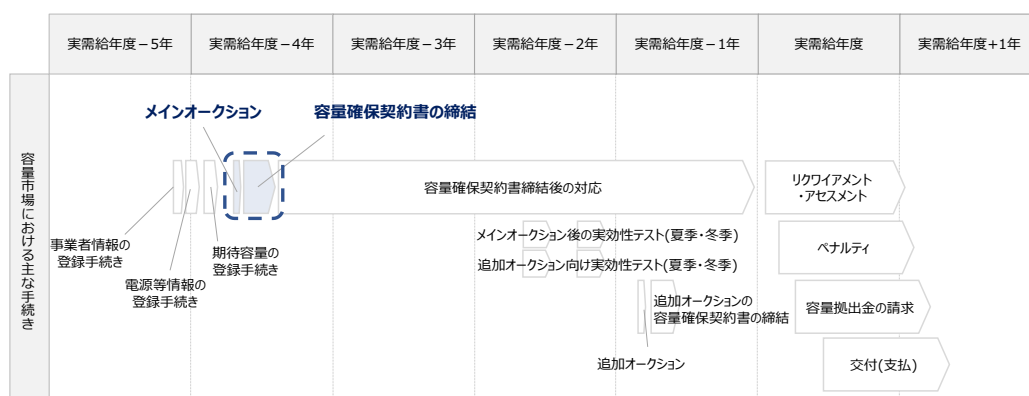 実需給年度－5年
実需給年度－4年
実需給年度－3年
実需給年度－2年
実需給年度－1年
実需給年度
実需給年度+1年
容量市場における主な手続き
メインオークション
容量確保契約書の締結
容量確保契約書締結後の対応
リクワイアメント
・アセスメント
事業者情報の
登録手続き
電源等情報の
登録手続き
期待容量の
登録手続き
メインオークション後の実効性テスト(夏季・冬季)
追加オークション向け実効性テスト(夏季・冬季)
ペナルティ
追加オークションの
容量確保契約書の締結
容量拠出金の請求
追加オークション
交付(支払)